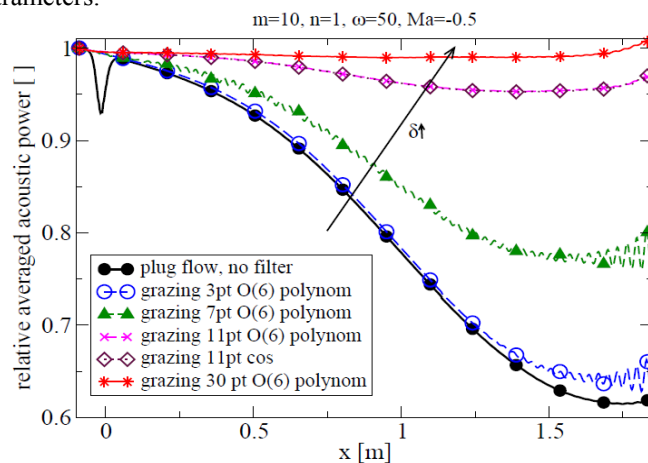 parameters.
m=10, n=1, ω=50, Ma=-0.5
relative averaged acoustic power [ ]
1
0.9
0.8
0.7
0.6
δ↑
plug flow, no filter
grazing 3pt O(6) polynom
grazing 7pt O(6) polynom
grazing 11pt O(6) polynom
grazing 11pt cos
grazing 30 pt O(6) polynom
0 0.5 1 1.5
x [m]